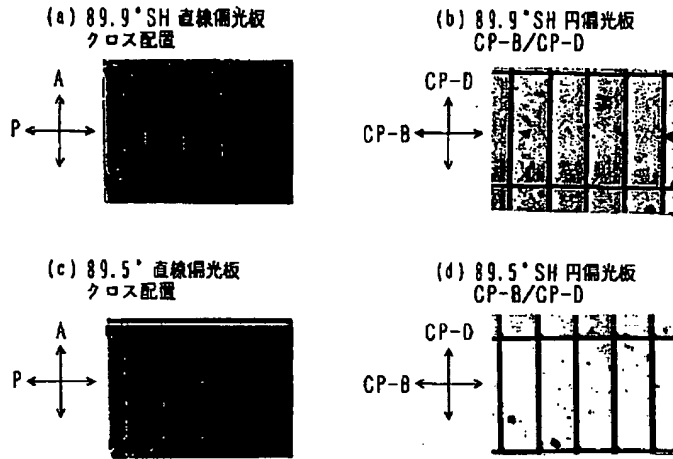 (a) 89.9°SH 直線偏光板
クロス配置
A
P
(b) 89.9°SH 円偏光板
CP-B/CP-D
CP-D
CP-B
(c) 89.5° 直線偏光板
クロス配置
A
P
(d) 89.5°SH 円偏光板
CP-B/CP-D
CP-D
CP-B